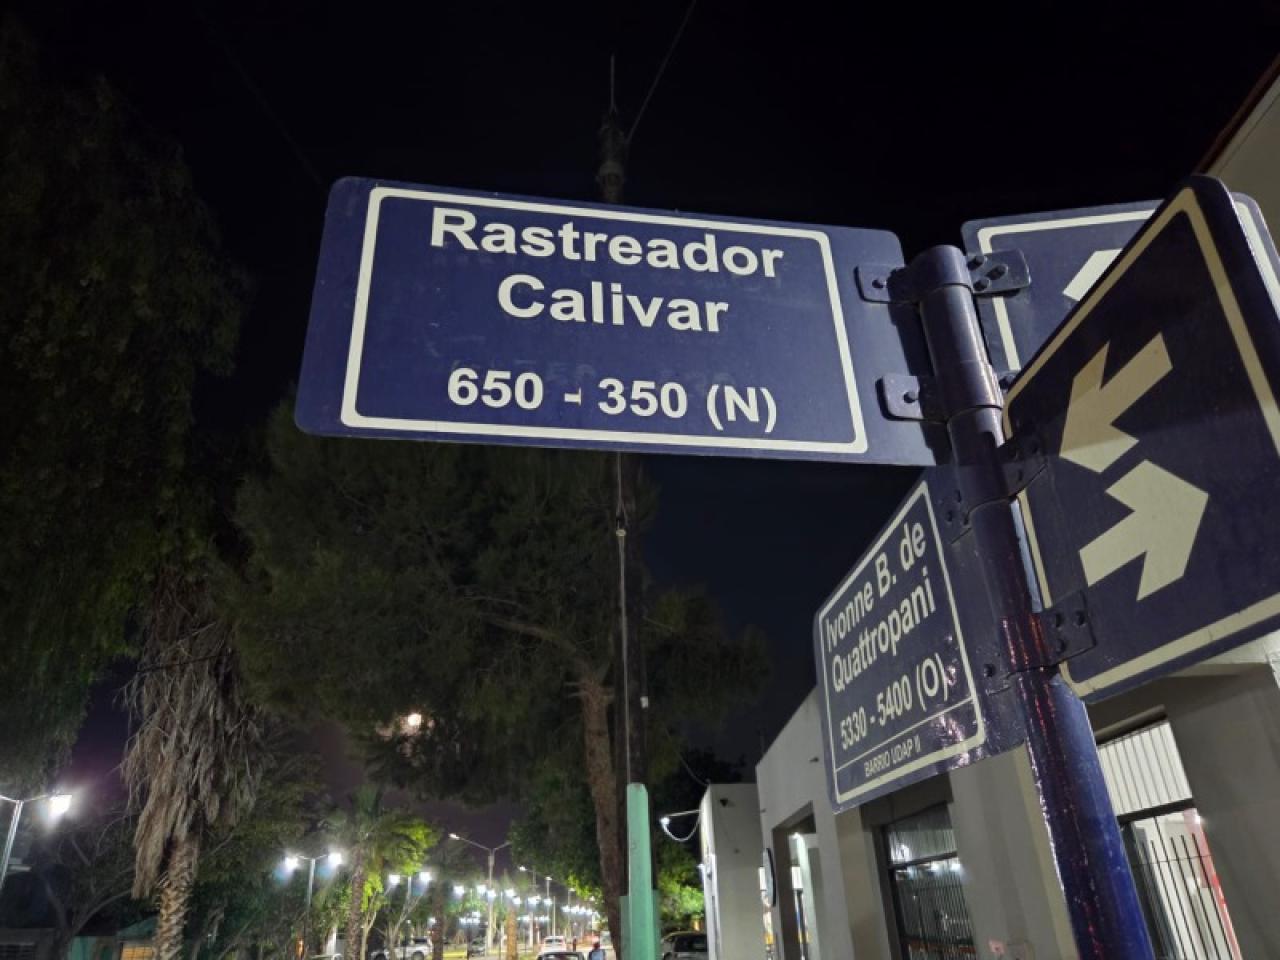 Rastreador
Calivar
650 - 350 (N)
Ivonne B. de
Quattropani
5330 - 5400 (O)
BARRIO UDAP II